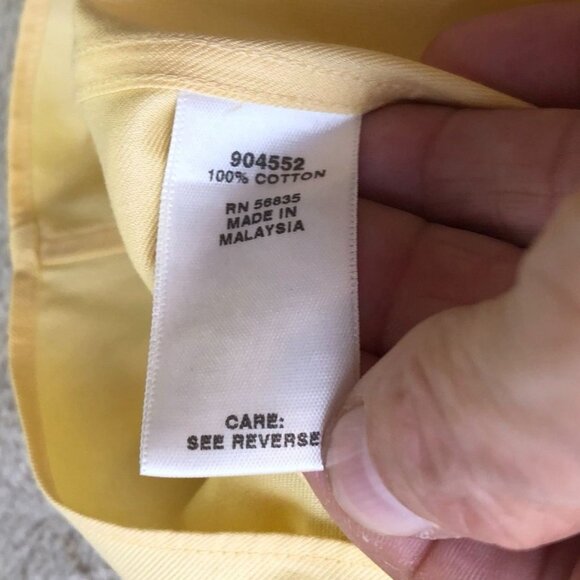 904552
100% COTTON
RN 56835
MADE IN
MALAYSIA
CARE:
SEE REVERSE